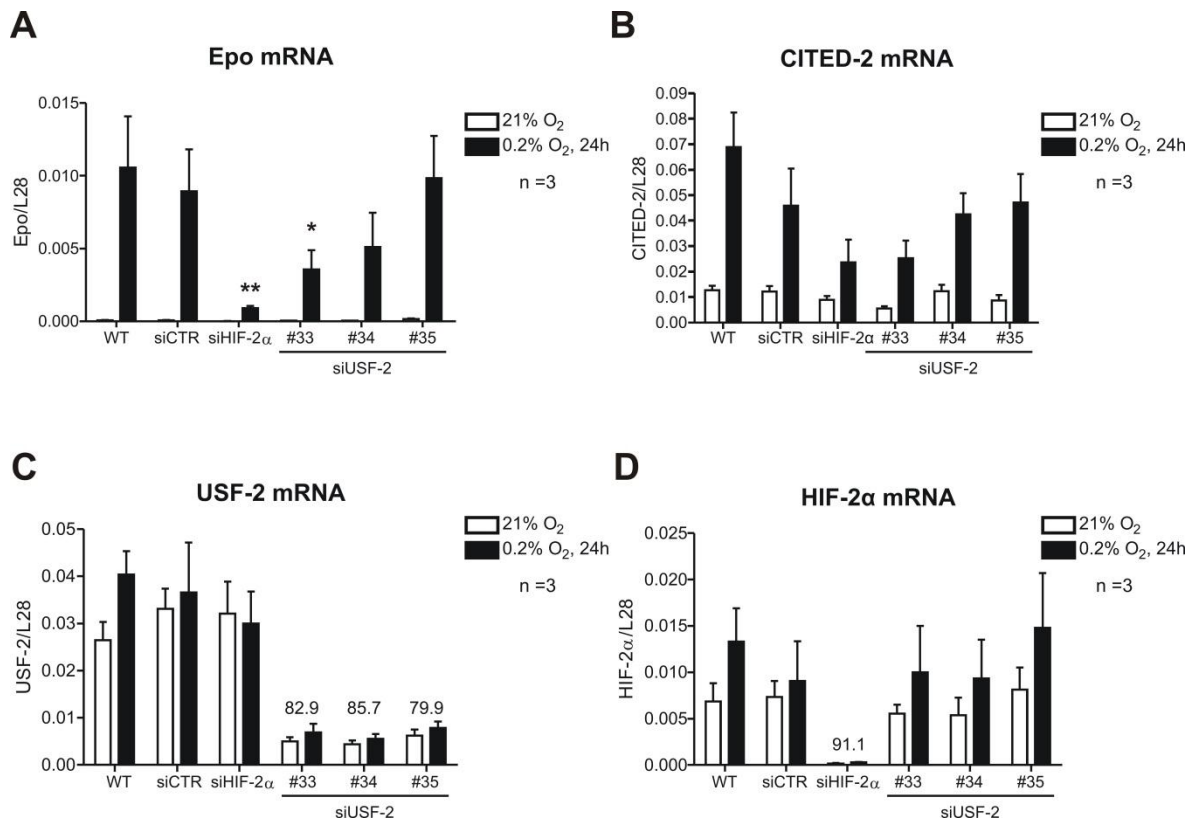 A
Epo mRNA
Epo/L28
0.015
0.010
0.005
0.000
**
*
WT siCTR siHIF-2α #33 #34 #35
siUSF-2
21% O2
0.2% O2, 24h
n =3
B
CITED-2 mRNA
CITED-2/L28
0.09
0.08
0.07
0.06
0.05
0.04
0.03
0.02
0.01
0
WT siCTR siHIF-2α #33 #34 #35
siUSF-2
21% O2
0.2% O2, 24h
n =3
C
USF-2 mRNA
USF-2/L28
0.05
0.04
0.03
0.02
0.01
0.00
82.9 85.7 79.9
WT siCTR siHIF-2α #33 #34 #35
siUSF-2
21% O2
0.2% O2, 24h
n =3
D
HIF-2α mRNA
HIF-2α/L28
0.025
0.020
0.015
0.010
0.005
0.000
91.1
WT siCTR siHIF-2α #33 #34 #35
siUSF-2
21% O2
0.2% O2, 24h
n =3